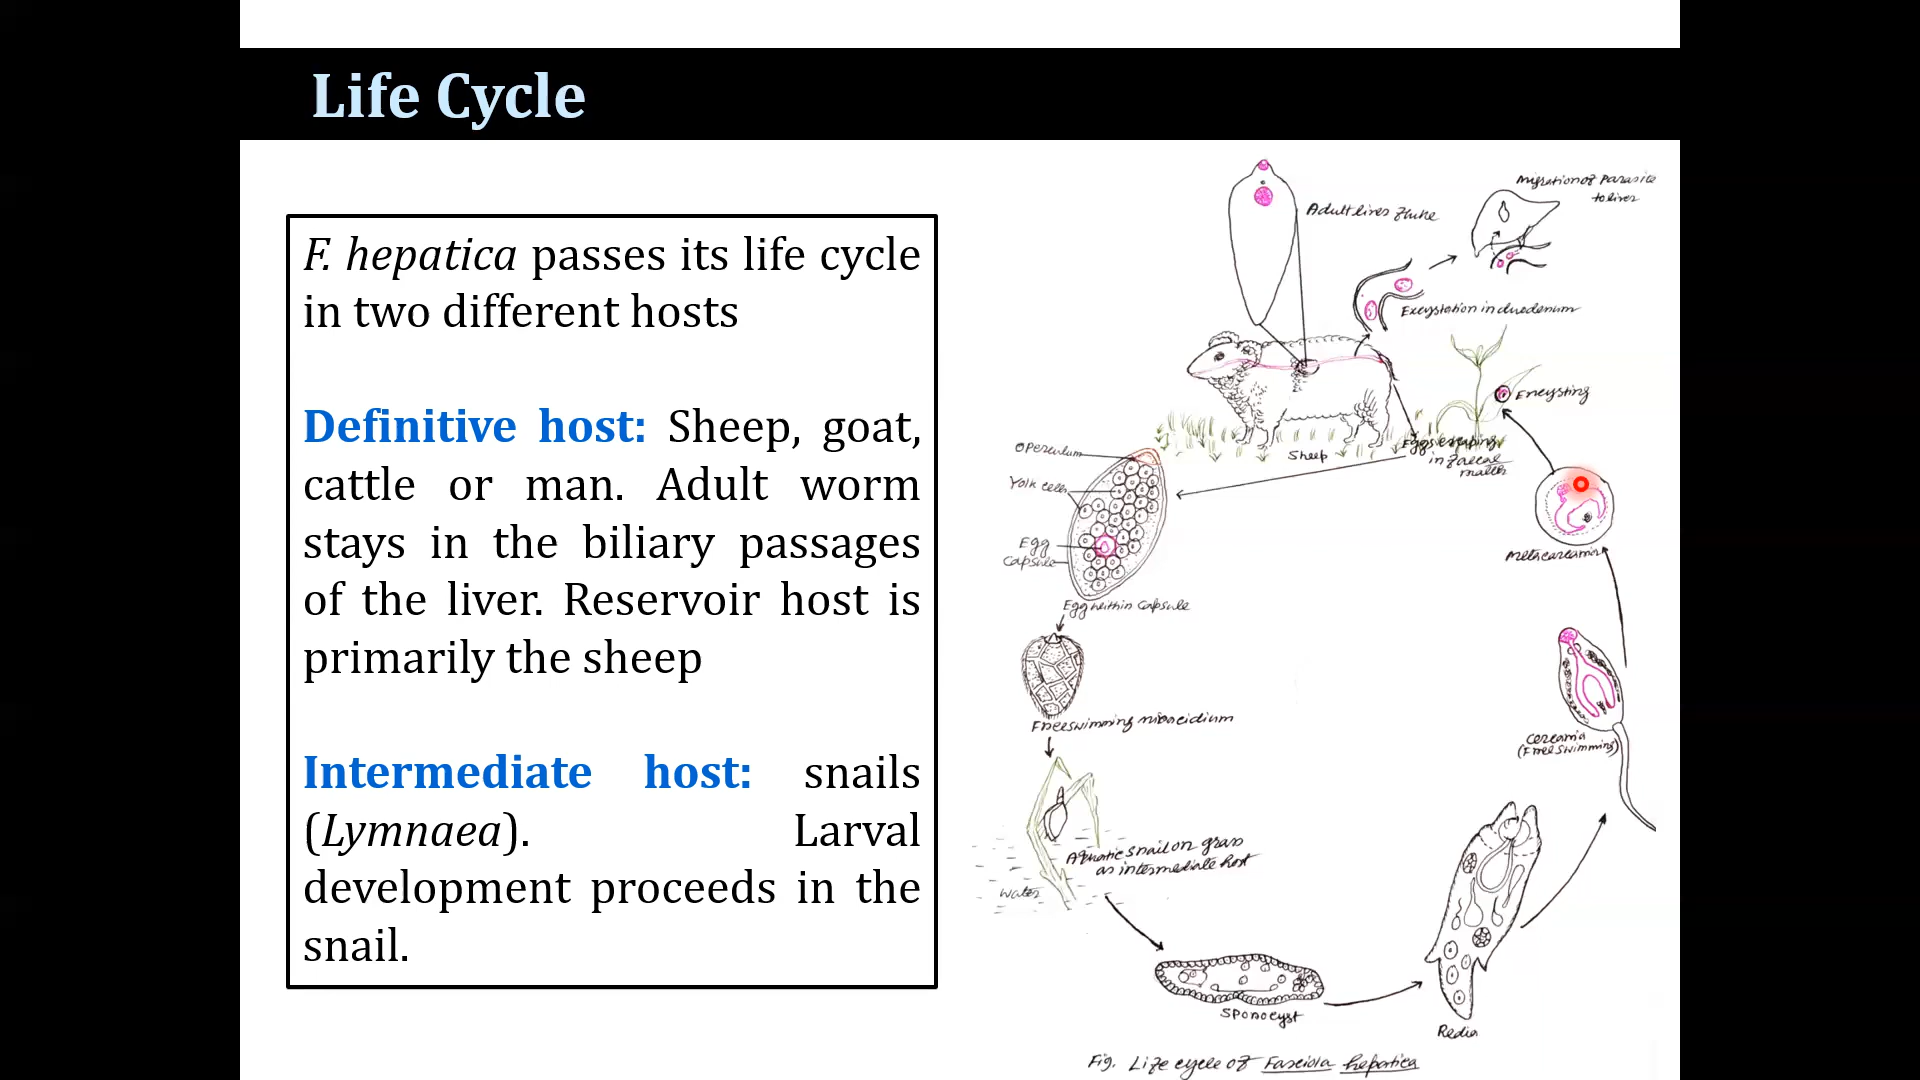 Life Cycle
F. hepatica passes its life cycle
in two different hosts
Definitive host: Sheep, goat,
cattle or man. Adult worm
stays in the biliary passages
of the liver. Reservoir host is
primarily the sheep
Intermediate host: snails
(Lymnaea). Larval
development proceeds in the
snail.
Migration of Parasite
to liver
Adult liver fluke
Excystation in duodenum
Encysting
Eggs escaping
in faecal
matter
Sheep
Operculum
Yolk cells
Egg
Capsule
Egg within capsule
Metacercaria
Free swimming miracidium
Cercaria
(Free swimming)
Aquatic snail on grass
as intermediate host
Water
Sporocyst
Redia
Fig. Life cycle of Fasciola hepatica